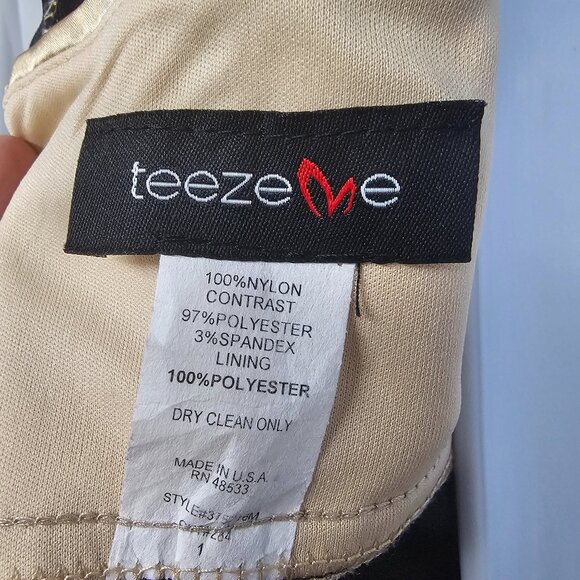 teezeme
100%NYLON
CONTRAST
97%POLYESTER
3%SPANDEX
LINING
100%POLYESTER
DRY CLEAN ONLY
MADE IN U.S.A.
RN 48533
1